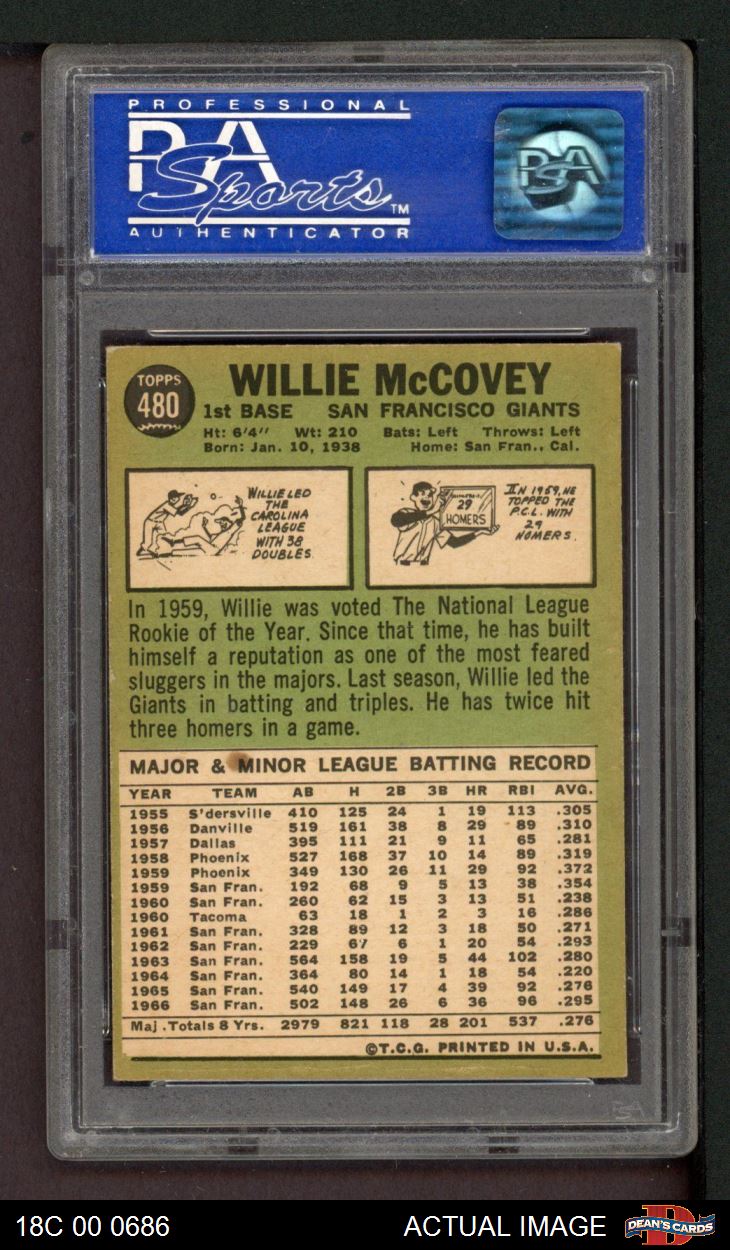 PROFESSIONAL
PSA
Sports TM
AUTHENTICATOR
PSA
TOPPS
480
WILLIE McCOVEY
1st BASE SAN FRANCISCO GIANTS
Ht: 6'4" Wt: 210 Bats: Left Throws: Left
Born: Jan. 10, 1938 Home: San Fran., Cal.
WILLIE LED
THE
CAROLINA
LEAGUE
WITH 38
DOUBLES.
29
HOMERS
IN 1959, HE
TOPPED THE
P.C.L. WITH
29
HOMERS.
In 1959, Willie was voted The National League
Rookie of the Year. Since that time, he has built
himself a reputation as one of the most feared
sluggers in the majors. Last season, Willie led the
Giants in batting and triples. He has twice hit
three homers in a game.
MAJOR & MINOR LEAGUE BATTING RECORD
YEAR TEAM AB H 2B 3B HR RBI AVG.
1955 S'dersville 410 125 24 1 19 113 .305
1956 Danville 519 161 38 8 29 89 .310
1957 Dallas 395 111 21 9 11 65 .281
1958 Phoenix 527 168 37 10 14 89 .319
1959 Phoenix 349 130 26 11 29 92 .372
1959 San Fran. 192 68 9 5 13 38 .354
1960 San Fran. 260 62 15 3 13 51 .238
1960 Tacoma 63 18 1 2 3 16 .286
1961 San Fran. 328 89 12 3 18 50 .271
1962 San Fran. 229 67 6 1 20 54 .293
1963 San Fran. 564 158 19 5 44 102 .280
1964 San Fran. 364 80 14 1 18 54 .220
1965 San Fran. 540 149 17 4 39 92 .276
1966 San Fran. 502 148 26 6 36 96 .295
Maj. Totals 8 Yrs. 2979 821 118 28 201 537 .276
©T.C.G. PRINTED IN U.S.A.
PSA
18C 00 0686 ACTUAL IMAGE
DEAN'S CARDS